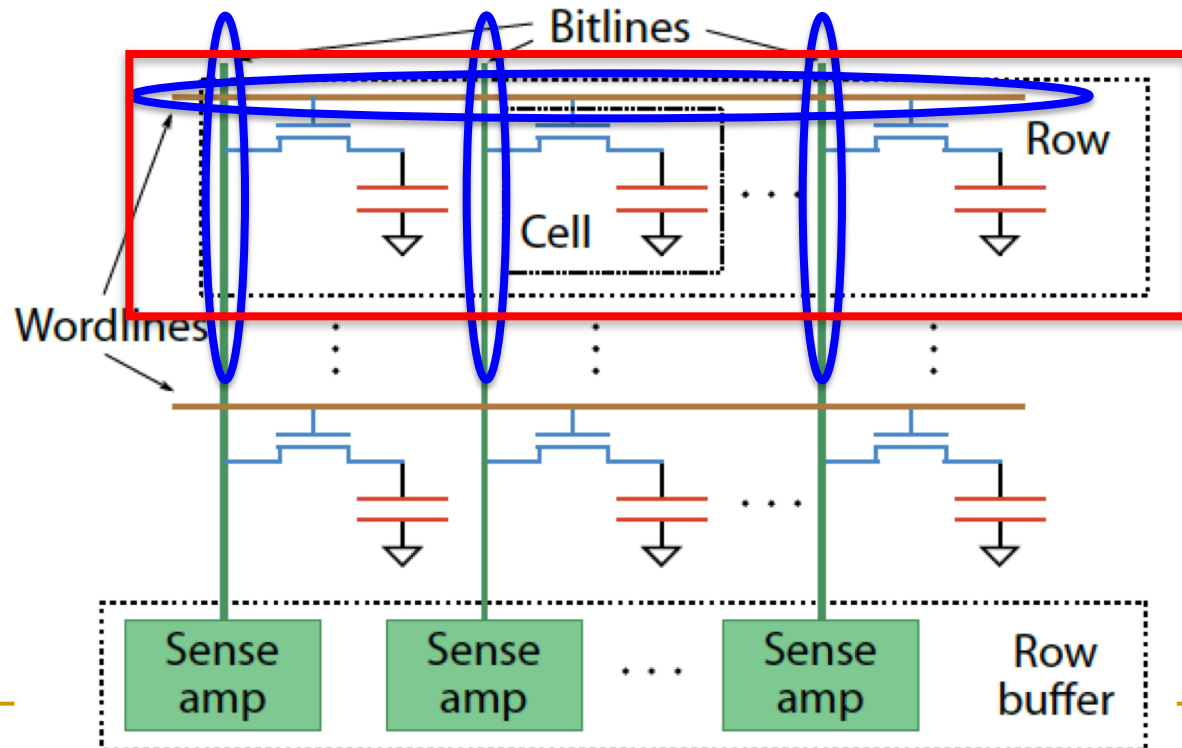 Bitlines
Row
Cell
Wordlines
Sense
amp
Sense
amp
Sense
amp
Row
buffer